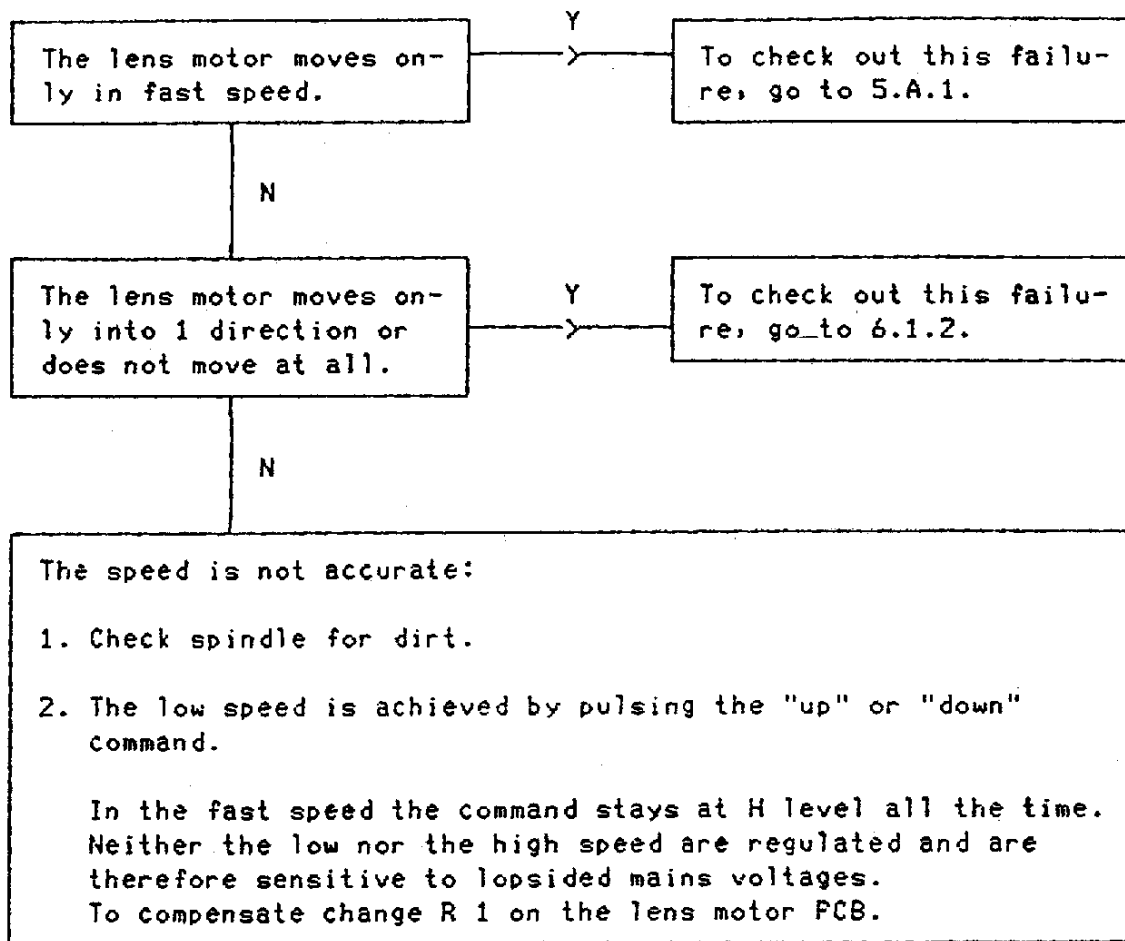 The lens motor moves on-
ly in fast speed.
Y
To check out this failu-
re, go to 5.A.1.
N
The lens motor moves on-
ly into 1 direction or
does not move at all.
Y
To check out this failu-
re, go to 6.1.2.
N
The speed is not accurate:
1. Check spindle for dirt.
2. The low speed is achieved by pulsing the "up" or "down"
command.
In the fast speed the command stays at H level all the time.
Neither the low nor the high speed are regulated and are
therefore sensitive to lopsided mains voltages.
To compensate change R 1 on the lens motor PCB.